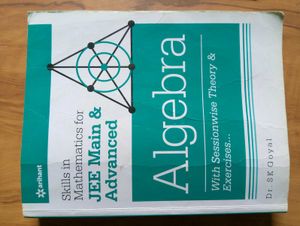 Skills in
Mathematics for
JEE Main &
Advanced
Algebra
With Sessionwise Theory &
Exercises...
arihant
Dr. SK Goyal